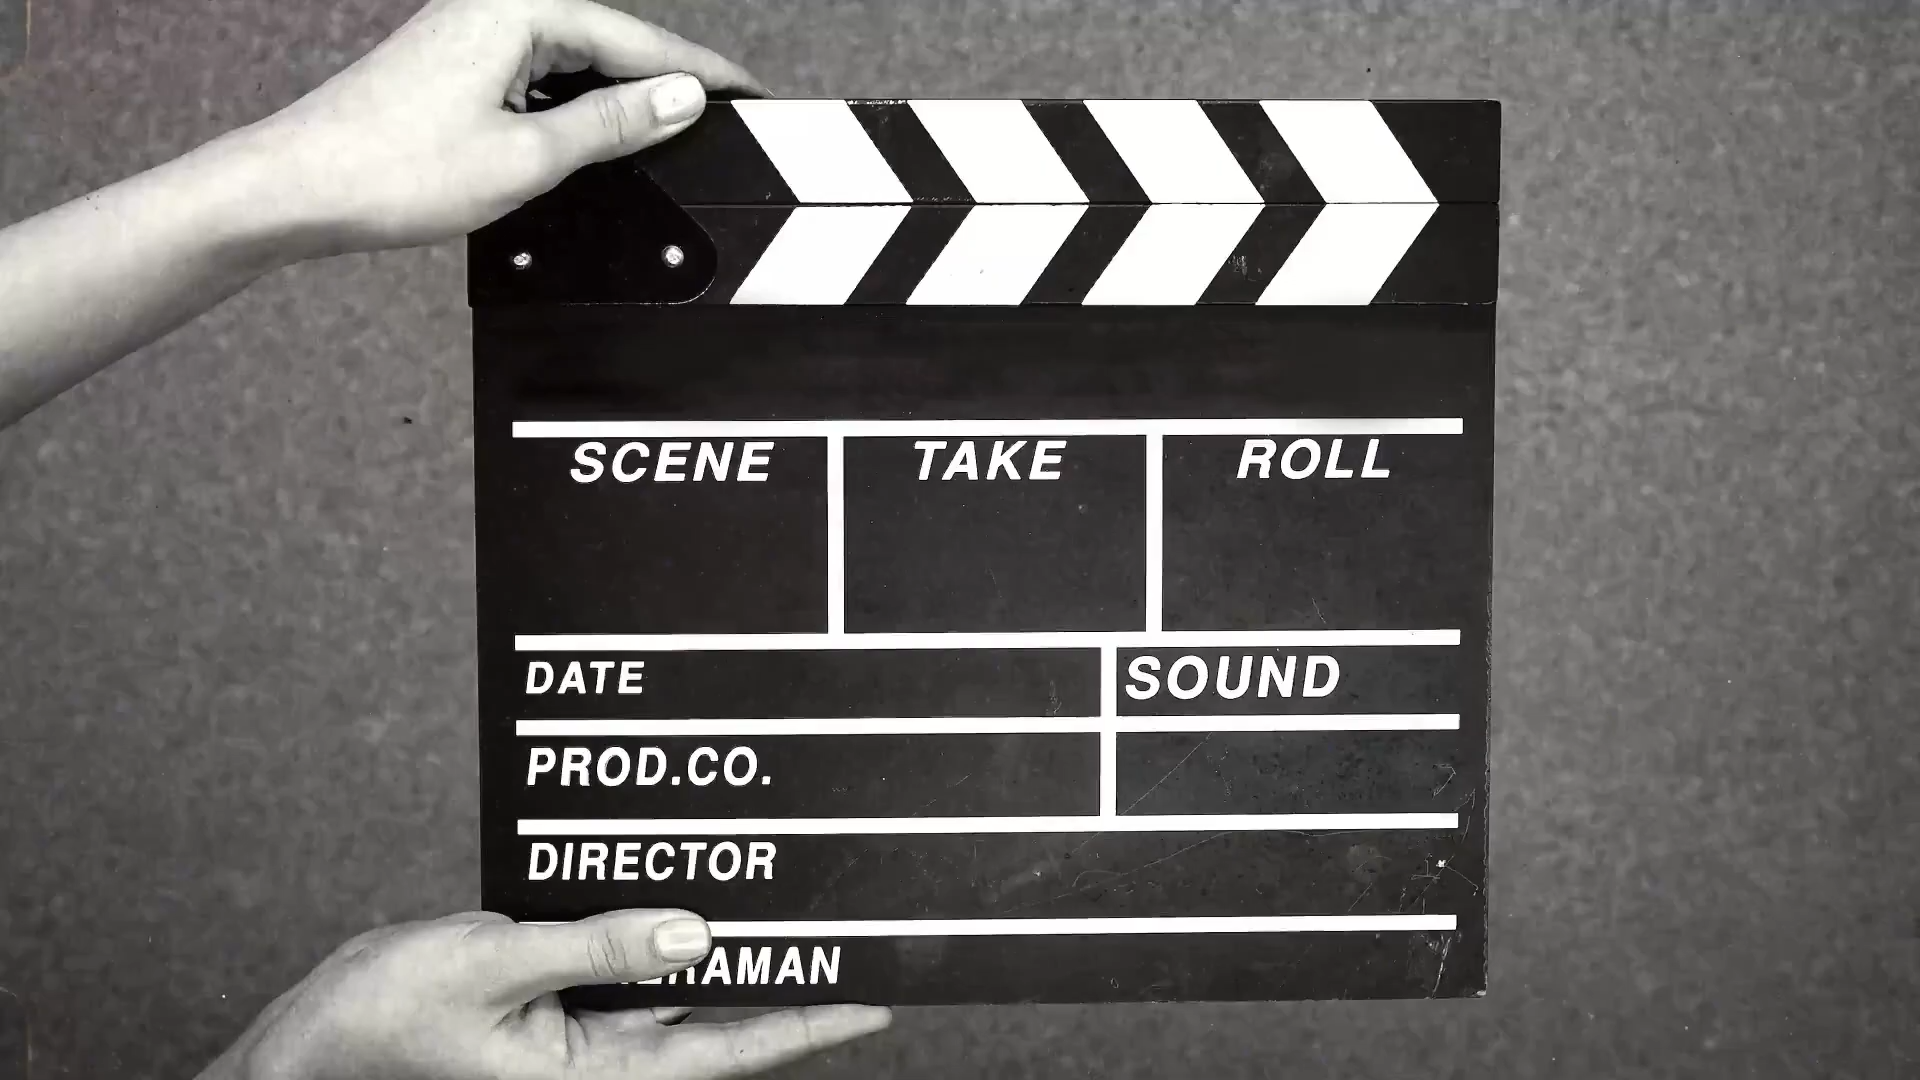 SCENE TAKE ROLL
DATE SOUND
PROD.CO.
DIRECTOR